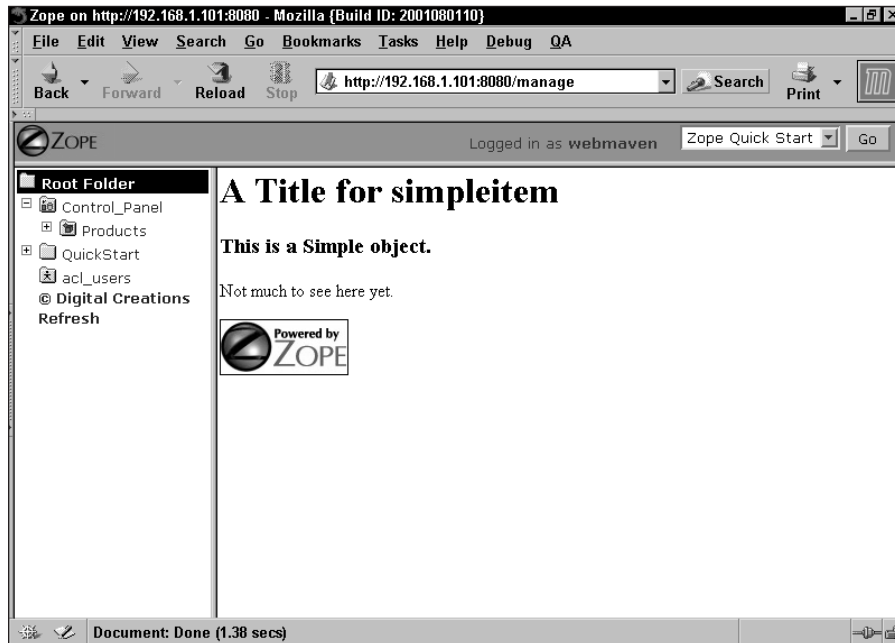 Zope on http://192.168.1.101:8080 - Mozilla {Build ID: 2001080110}
File Edit View Search Go Bookmarks Tasks Help Debug QA
Back Forward Reload Stop http://192.168.1.101:8080/manage Search Print
ZOPE Logged in as webmaven Zope Quick Start Go
Root Folder
Control_Panel
Products
QuickStart
acl_users
© Digital Creations
Refresh
A Title for simpleitem
This is a Simple object.
Not much to see here yet.
Powered by
ZOPE
Document: Done (1.38 secs)